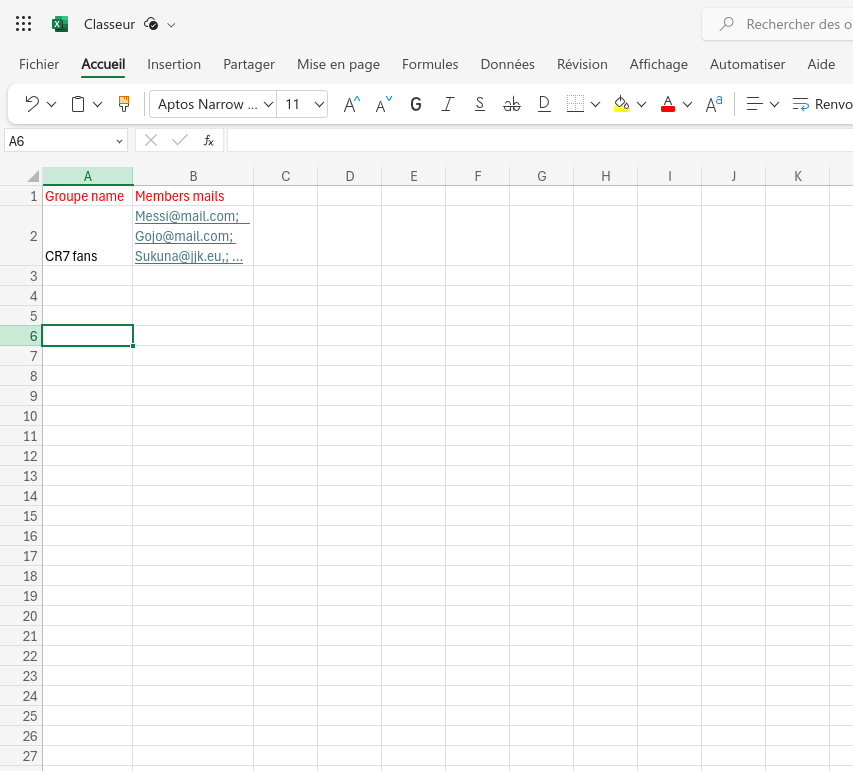 Classeur
Rechercher des o
Fichier Accueil Insertion Partager Mise en page Formules Données Révision Affichage Automatiser Aide
Aptos Narrow ... 11 A A G I S ab D A Aa Renvo
A6 fx
A B C D E F G H I J K
1 Groupe name Members mails
Messi@mail.com;
2 Gojo@mail.com;
CR7 fans Sukuna@jjk.eu,; ...
3
4
5
6
7
8
9
10
11
12
13
14
15
16
17
18
19
20
21
22
23
24
25
26
27